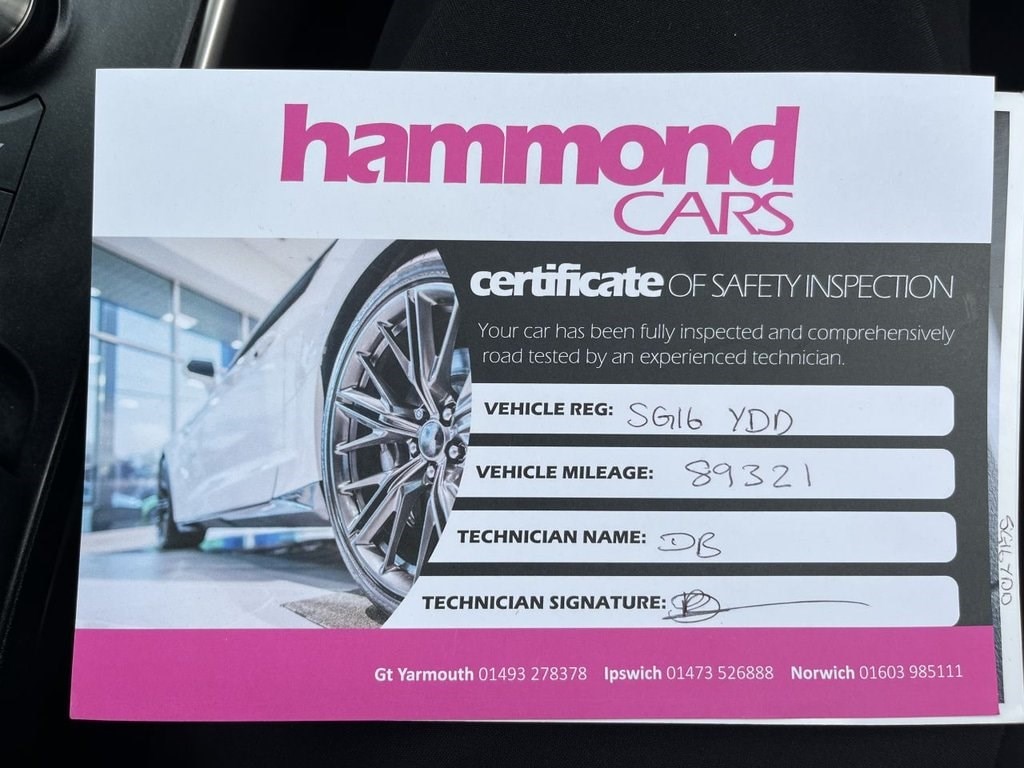 hammond
CARS
certificate OF SAFETY INSPECTION
Your car has been fully inspected and comprehensively
road tested by an experienced technician.
VEHICLE REG: SG16 YDD
VEHICLE MILEAGE: 89321
TECHNICIAN NAME: DB
TECHNICIAN SIGNATURE:
Gt Yarmouth 01493 278378 Ipswich 01473 526888 Norwich 01603 985111
SG16 YDD